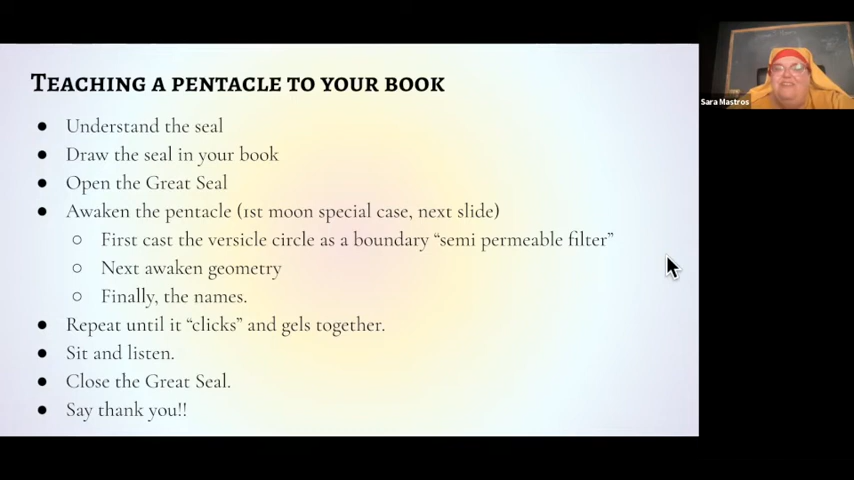 Teaching a pentacle to your book
● Understand the seal
● Draw the seal in your book
● Open the Great Seal
● Awaken the pentacle (1st moon special case, next slide)
○ First cast the versicle circle as a boundary “semi permeable filter”
○ Next awaken geometry
○ Finally, the names.
● Repeat until it “clicks” and gels together.
● Sit and listen.
● Close the Great Seal.
● Say thank you!!
Sara Mastros